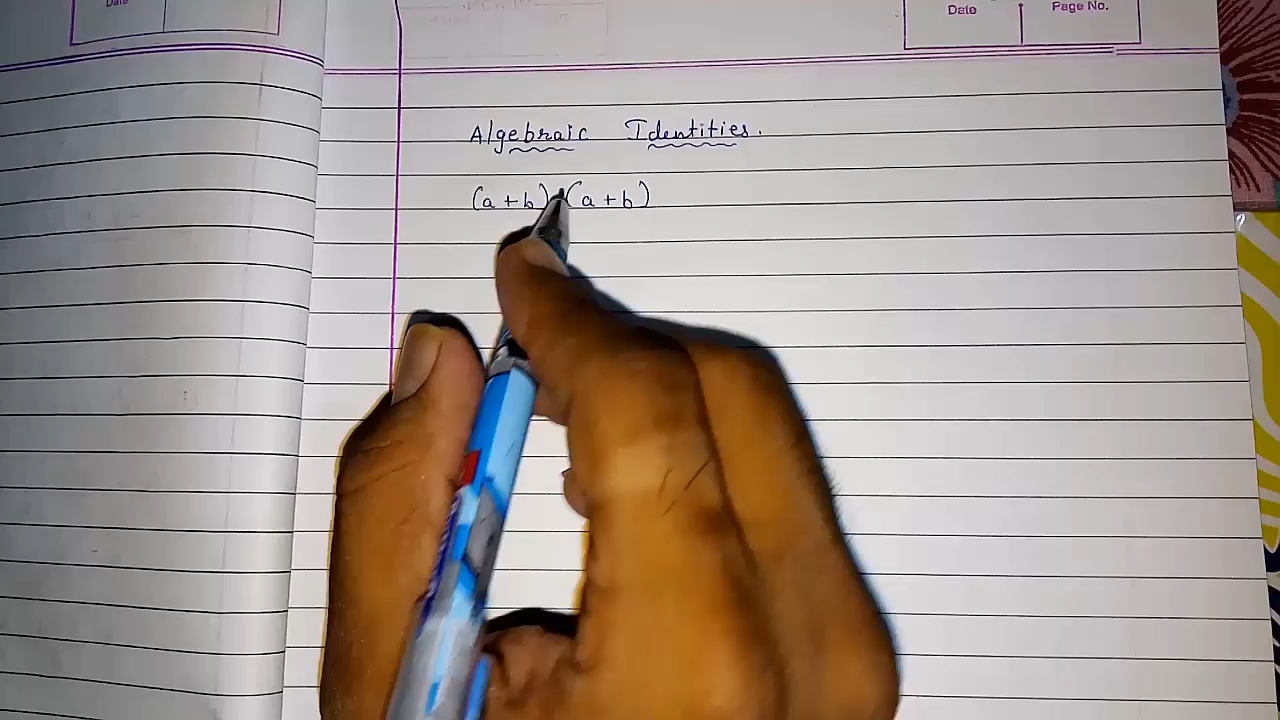 Date
Date Page No.
Algebraic Identities.
(a+b) (a+b)